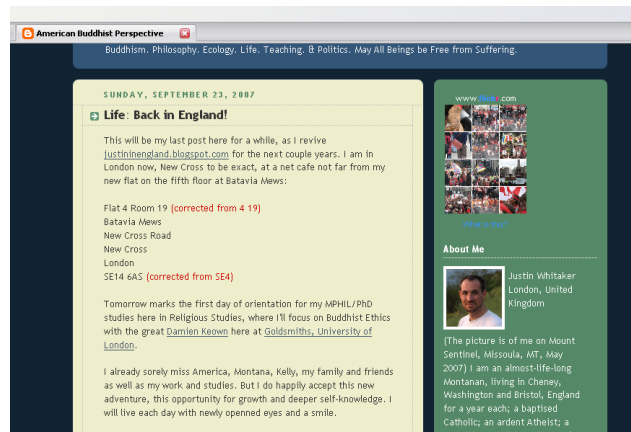 American Buddhist Perspective
Buddhism. Philosophy. Ecology. Life. Teaching. & Politics. May All Beings be Free from Suffering.
SUNDAY, SEPTEMBER 23, 2007
Life: Back in England!
This will be my last post here for a while, as I revive
justininengland.blogspot.com for the next couple years. I am in
London now, New Cross to be exact, at a net cafe not far from my
new flat on the fifth floor at Batavia Mews:
Flat 4 Room 19 (corrected from 4 19)
Batavia Mews
New Cross Road
New Cross
London
SE14 6AS (corrected from SE4)
Tomorrow marks the first day of orientation for my MPHIL/PhD
studies here in Religious Studies, where I'll focus on Buddhist Ethics
with the great Damien Keown here at Goldsmiths, University of
London.
I already sorely miss America, Montana, Kelly, my family and friends
as well as my work and studies. But I do happily accept this new
adventure, this opportunity for growth and deeper self-knowledge. I
will live each day with newly openned eyes and a smile.
www.flickr.com
What is this?
About Me
Justin Whitaker
London, United
Kingdom
(The picture is of me on Mount
Sentinel, Missoula, MT, May
2007) I am an almost-life-long
Montanan, living in Cheney,
Washington and Bristol, England
for a year each; a baptised
Catholic; an ardent Atheist; a